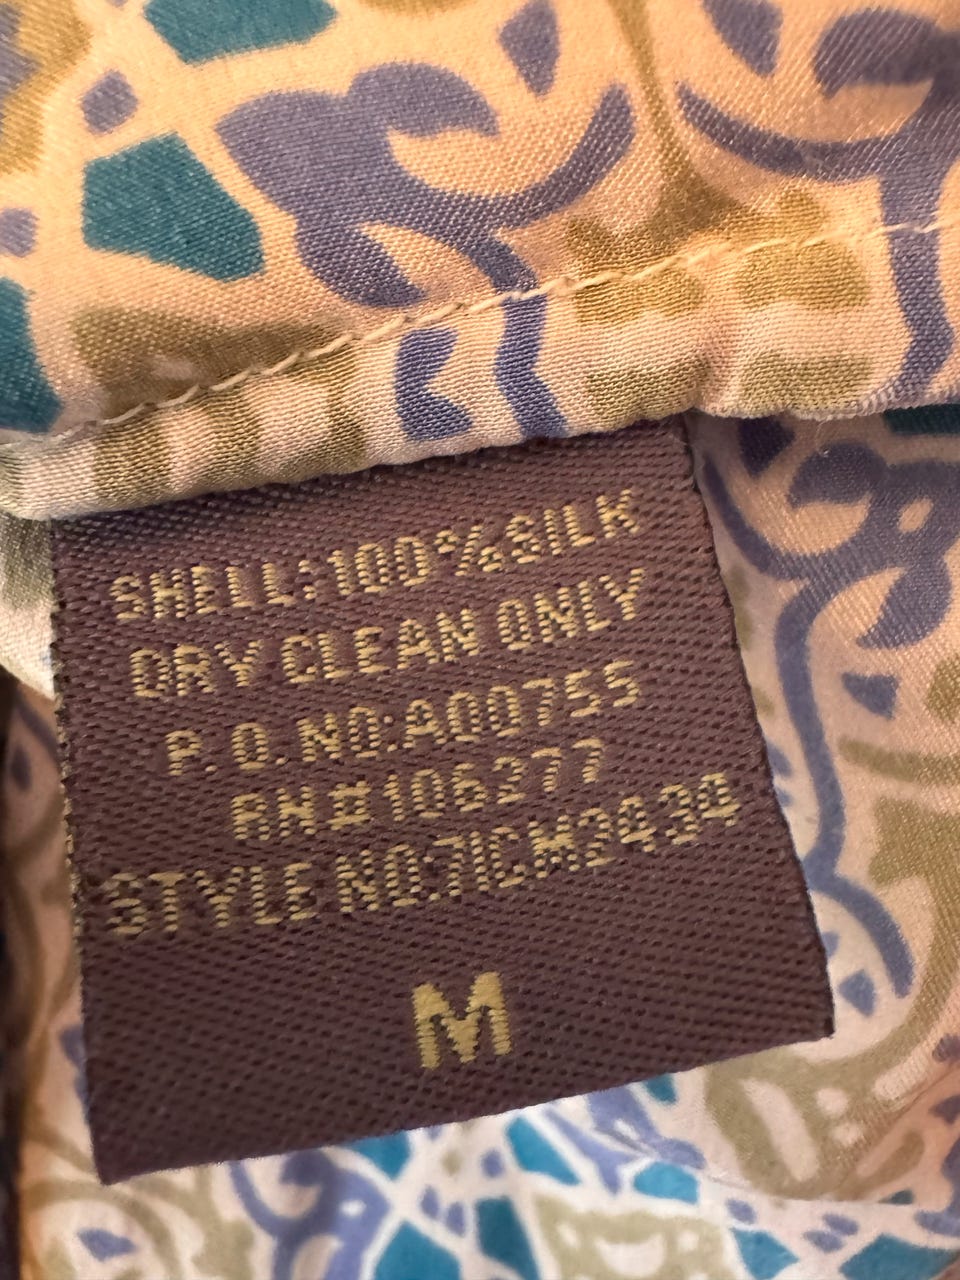 SHELL:100%SILK
DRY CLEAN ONLY
P.O.NO:A00755
RN#106277
STYLE NO:7ICM2434
M